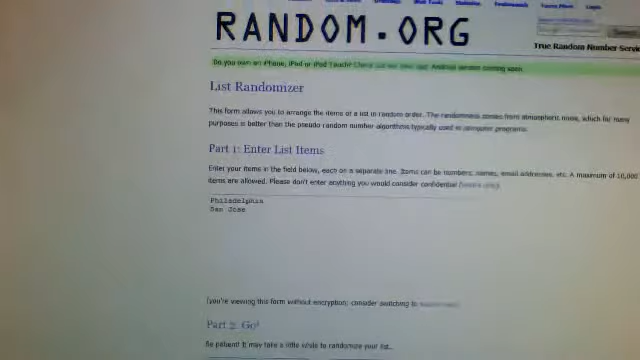 Login
RANDOM.ORG
True Random Number Servic
Do you own an iPhone, iPad or iPod Touch? Check out our new app! Android version coming soon.
List Randomizer
This form allows you to arrange the items of a list in random order. The randomness comes from atmospheric noise, which for many
purposes is better than the pseudo-random number algorithms typically used in computer programs.
Part 1: Enter List Items
Enter your items in the field below, each on a separate line. Items can be numbers, names, email addresses, etc. A maximum of 10,000
items are allowed. Please don't enter anything you would consider confidential
Philadelphia
San Jose
(you're viewing this form without encryption; consider switching to
Part 2: Go!
Be patient! It may take a little while to randomize your list...